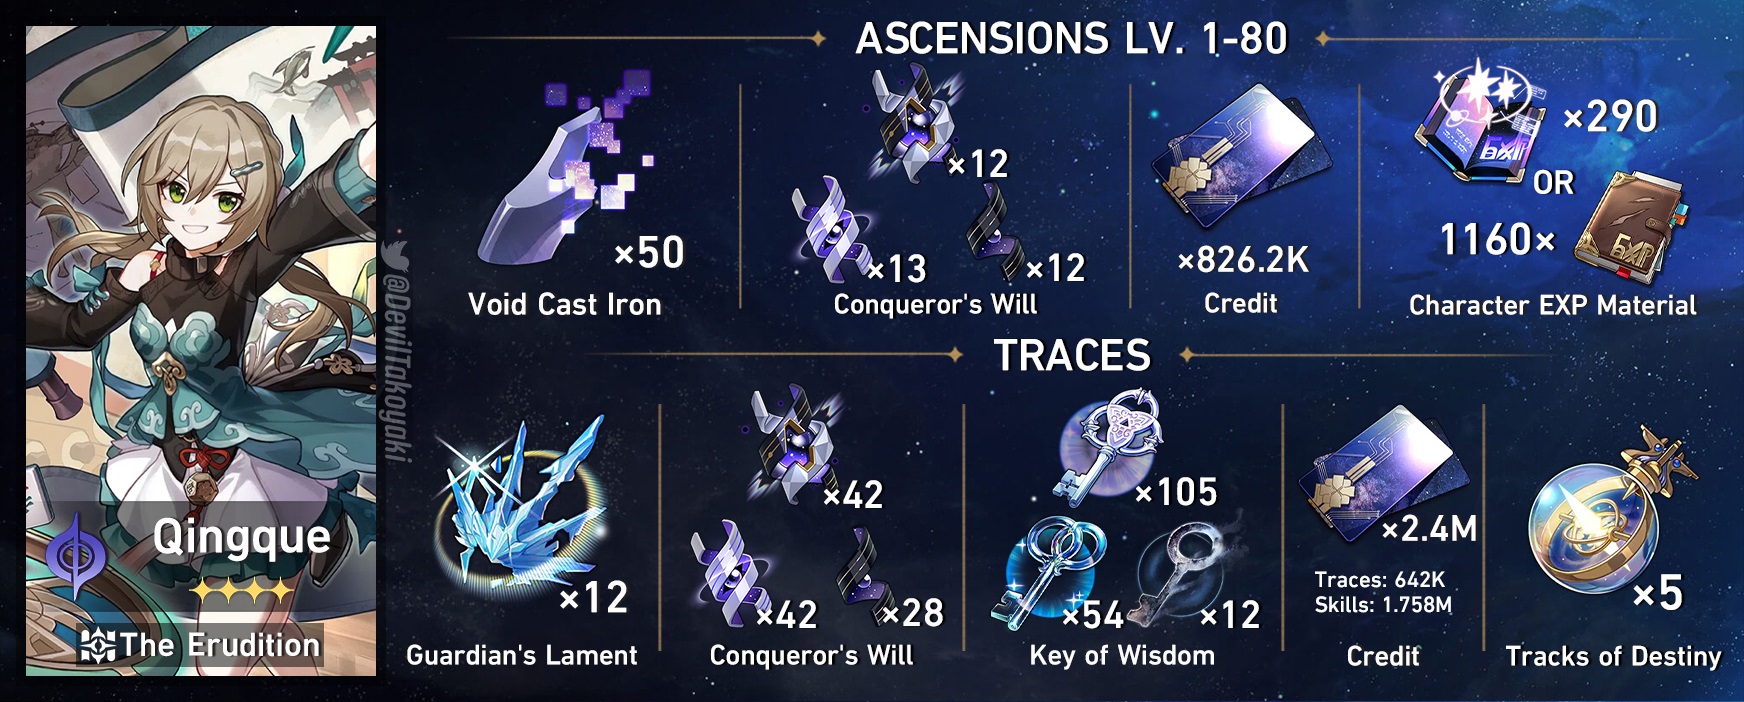 ASCENSIONS LV. 1-80
×50
Void Cast Iron
×12
×13
×12
Conqueror's Will
×826.2K
Credit
×290
OR
1160×
EXP
EXP
Character EXP Material
@DevilTakoyaki
TRACES
×12
Guardian's Lament
×42
×42
×28
Conqueror's Will
×105
×54
×12
Key of Wisdom
×2.4M
Traces: 642K
Skills: 1.758M
Credit
×5
Tracks of Destiny
Qingque
The Erudition